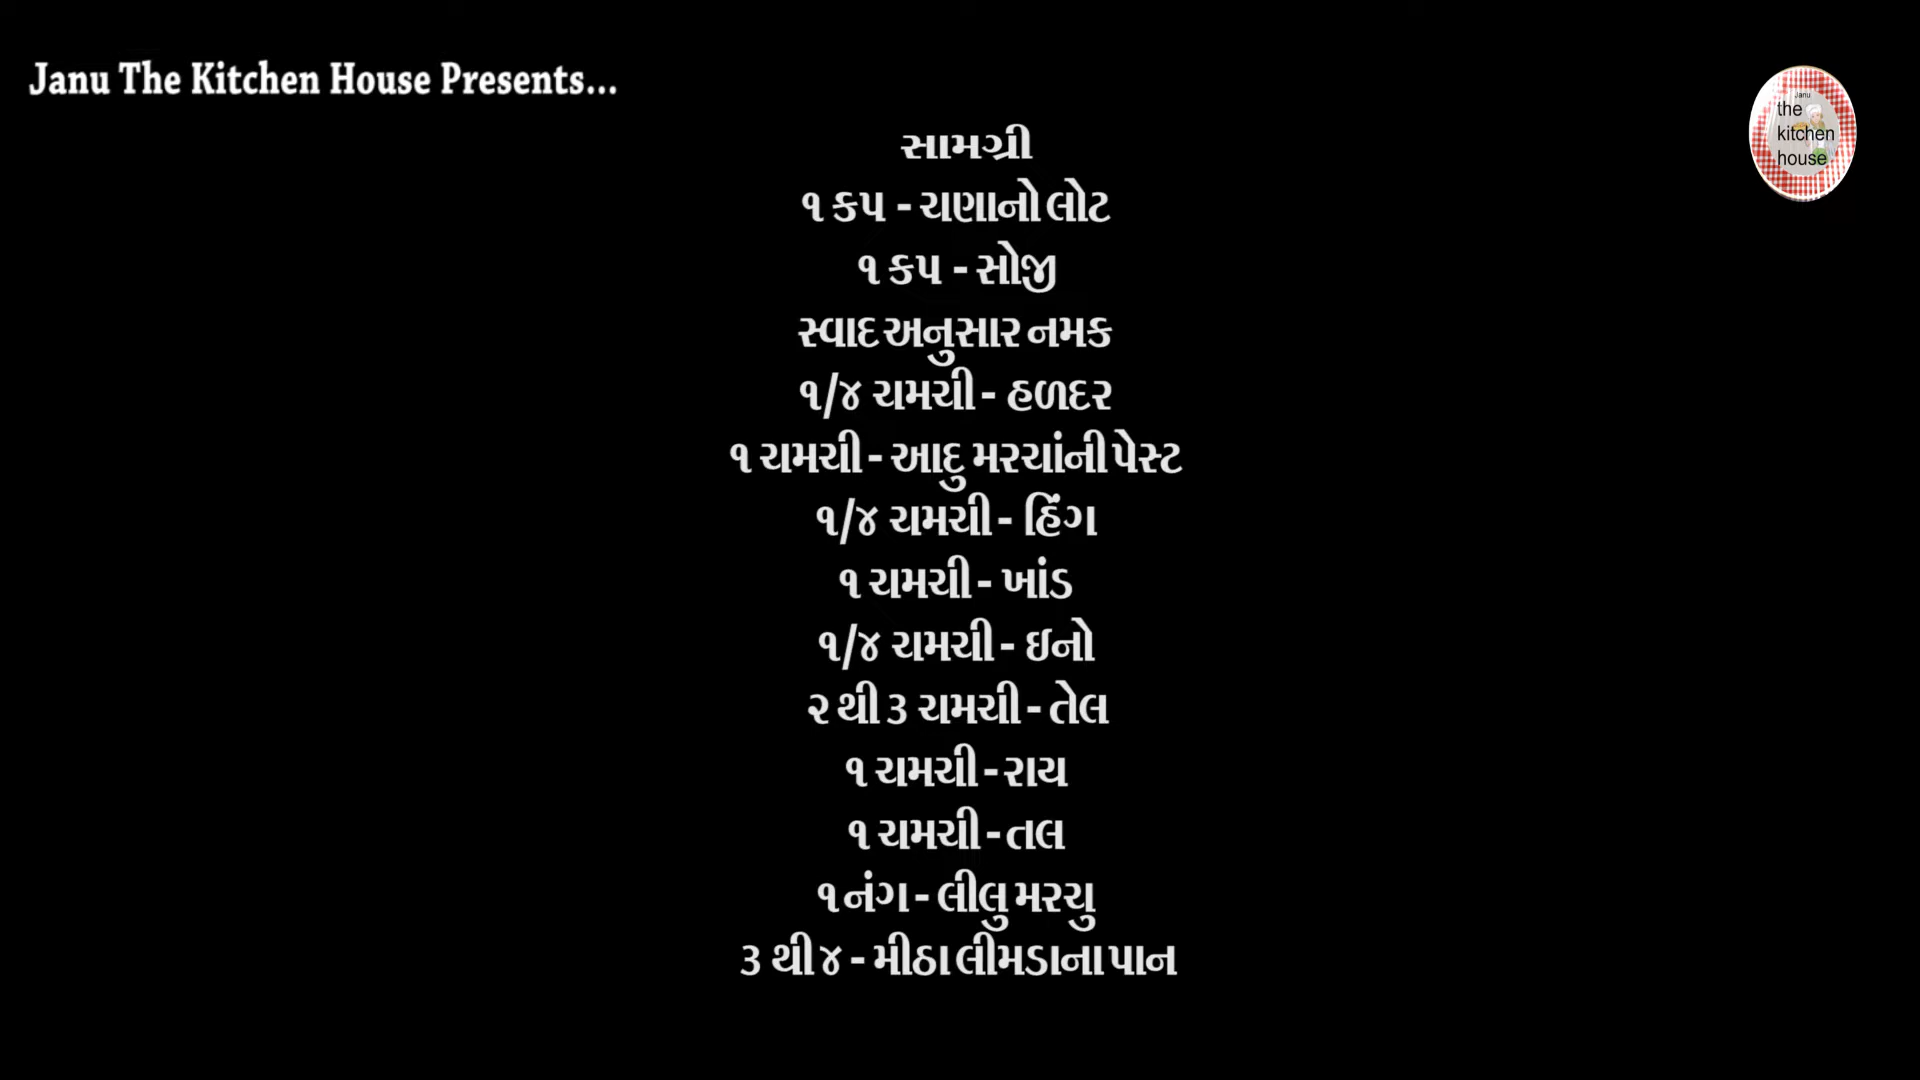 Janu The Kitchen House Presents...
Janu
the
kitchen
house
સામગ્રી
૧ કપ - ચણાનો લોટ
૧ કપ - સોજી
સ્વાદ અનુસાર નમક
૧/૪ ચમચી - હળદર
૧ ચમચી - આદુ મરચાંની પેસ્ટ
૧/૪ ચમચી - હિંગ
૧ ચમચી - ખાંડ
૧/૪ ચમચી - ઇનો
૨ થી ૩ ચમચી - તેલ
૧ ચમચી - રાય
૧ ચમચી - તલ
૧ નંગ - લીલુ મરચુ
૩ થી ૪ - મીઠા લીમડાના પાન